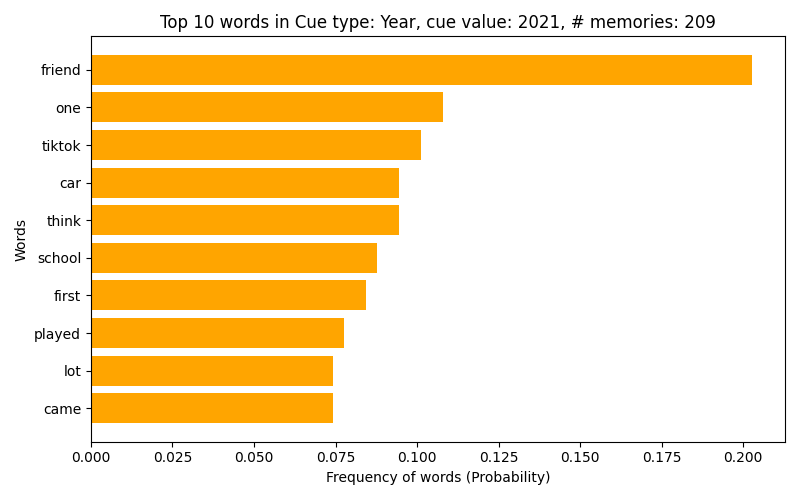 Top 10 words in Cue type: Year, cue value: 2021, # memories: 209
friend
one
tiktok
car
think
school
first
played
lot
came
Words
0.000 0.025 0.050 0.075 0.100 0.125 0.150 0.175 0.200
Frequency of words (Probability)